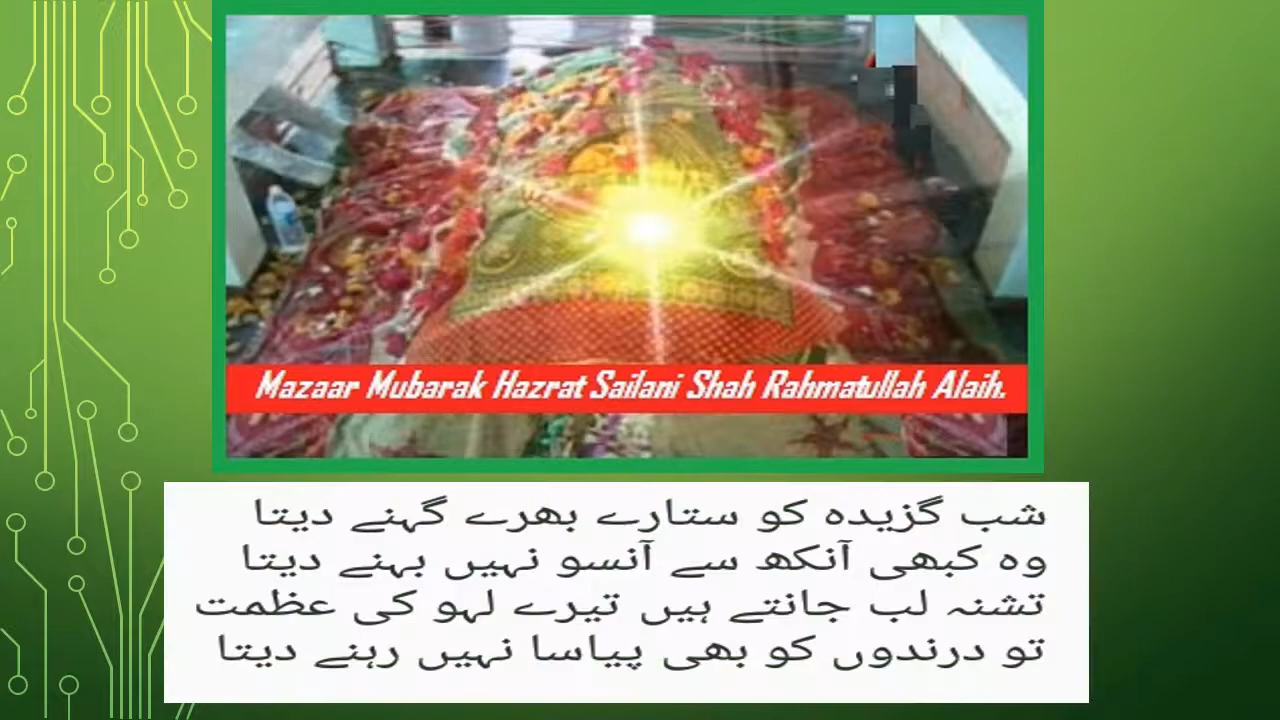 Mazaar Mubarak Hazrat Sailani Shah Rahmatullah Alaih.
شب گزیدہ کو ستارے بھرے گہنے دیتا
وہ کبھی آنکھ سے آنسو نہیں بہنے دیتا
تشنہ لب جانتے ہیں تیرے لہو کی عظمت
تو درندوں کو بھی پیاسا نہیں رہنے دیتا